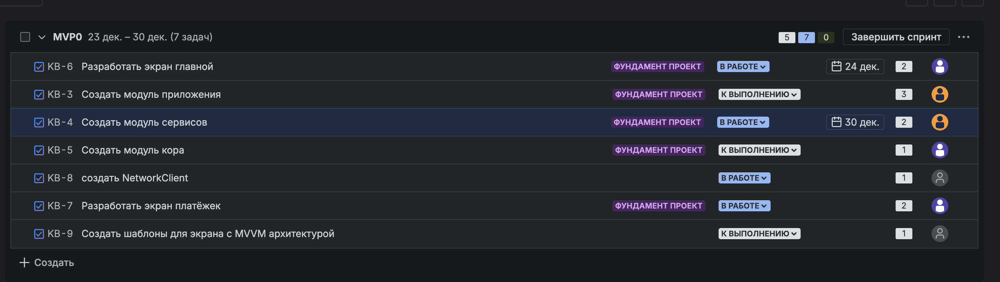 MVP0 23 дек. – 30 дек. (7 задач) 5 7 0 Завершить спринт
KB-6 Разработать экран главной ФУНДАМЕНТ ПРОЕКТ В РАБОТЕ 24 дек. 2
KB-3 Создать модуль приложения ФУНДАМЕНТ ПРОЕКТ К ВЫПОЛНЕНИЮ 3
KB-4 Создать модуль сервисов ФУНДАМЕНТ ПРОЕКТ В РАБОТЕ 30 дек. 2
KB-5 Создать модуль кора ФУНДАМЕНТ ПРОЕКТ К ВЫПОЛНЕНИЮ 1
KB-8 создать NetworkClient В РАБОТЕ 1
KB-7 Разработать экран платёжек ФУНДАМЕНТ ПРОЕКТ В РАБОТЕ 2
KB-9 Создать шаблоны для экрана с MVVM архитектурой К ВЫПОЛНЕНИЮ 1
Создать